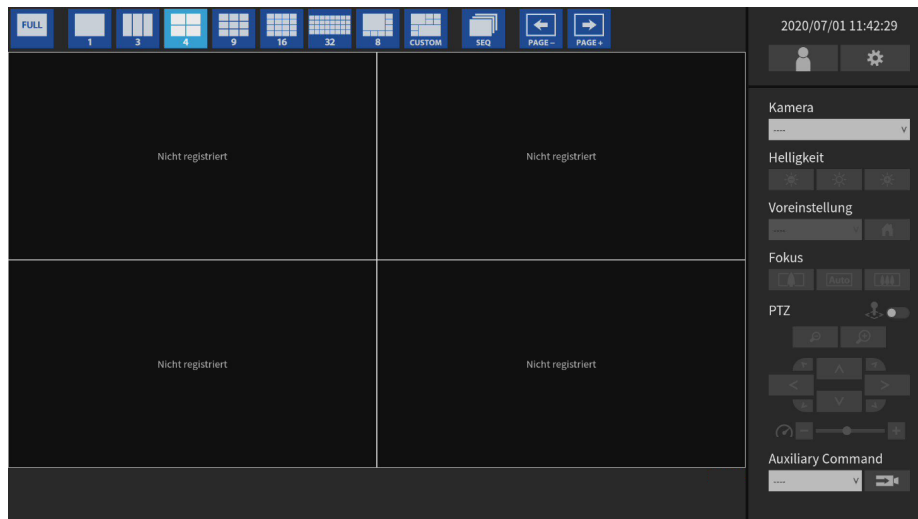 FULL
1
3
4
9
16
32
8
CUSTOM
SEQ
PAGE–
PAGE+
2020/07/01 11:42:29
Nicht registriert
Nicht registriert
Nicht registriert
Nicht registriert
Kamera
----
Helligkeit
Voreinstellung
----
Fokus
Auto
PTZ
Auxiliary Command
----